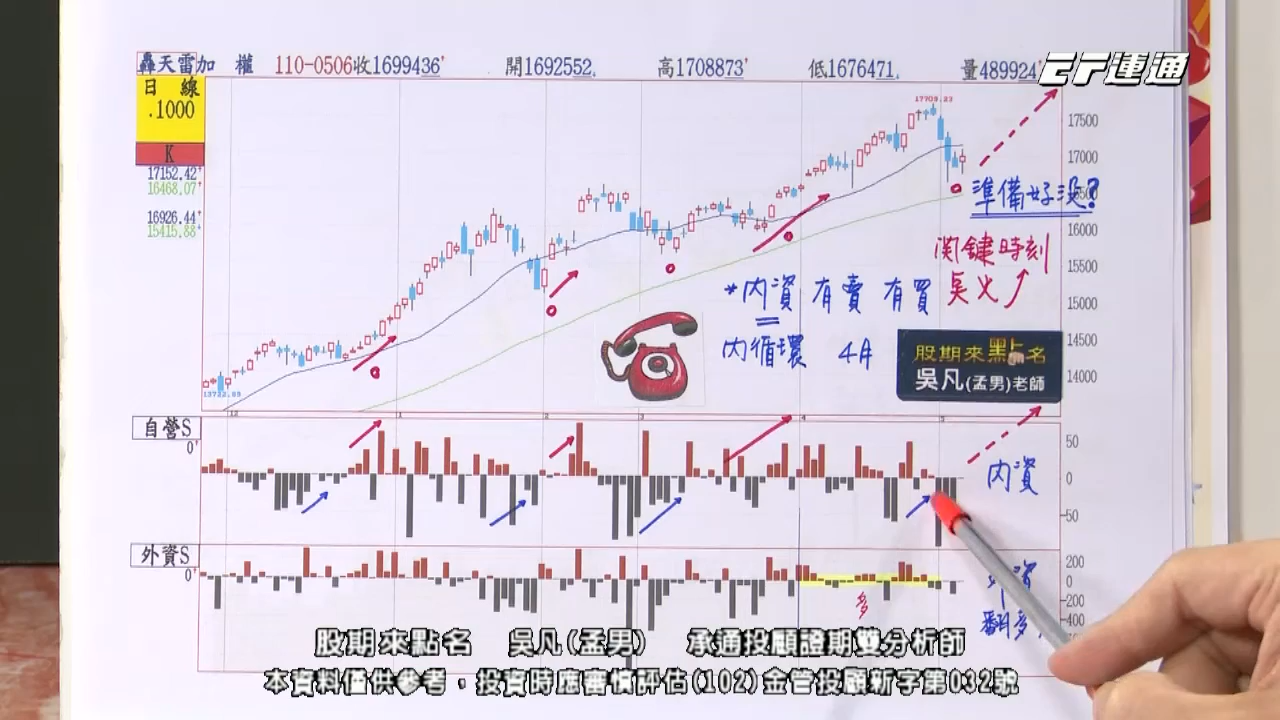 轟天雷加 權 110-0506收1699436' 開1692552 高1708873' 低1676471 量489924'
EF運通
日 線
.1000
K
17152.42'
16468.07'
16926.44'
15415.88'
17709.23
13722.89
17500
17000
16000
15500
15000
14500
14000
準備好沒?
関鍵時刻
吳火
*內資 有賣 有買
內循環 4A
股期來點名
吳凡(孟男)老師
12 1 2 3 4 5
自營S
0'
50
0
50
內資
外資S
0'
200
0
200
400
多
外資
翻多
股期來點名 吳凡(孟男) 承通投顧證期雙分析師
本資料僅供參考，投資時應審慎評估(102)金管投顧新字第032號